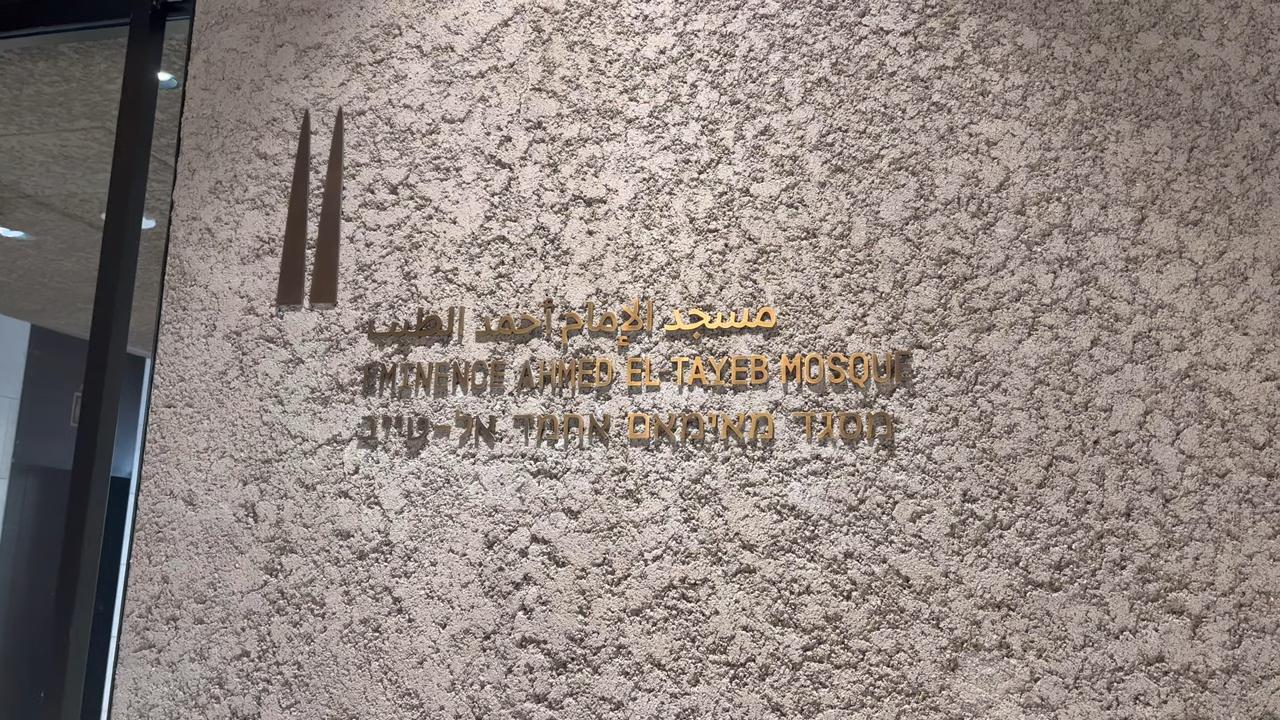 مسجد الإمام أحمد الطيب
EMINENCE AHMED EL TAYEB MOSQUE
מסגד מאימאם אחמד אל-טייב